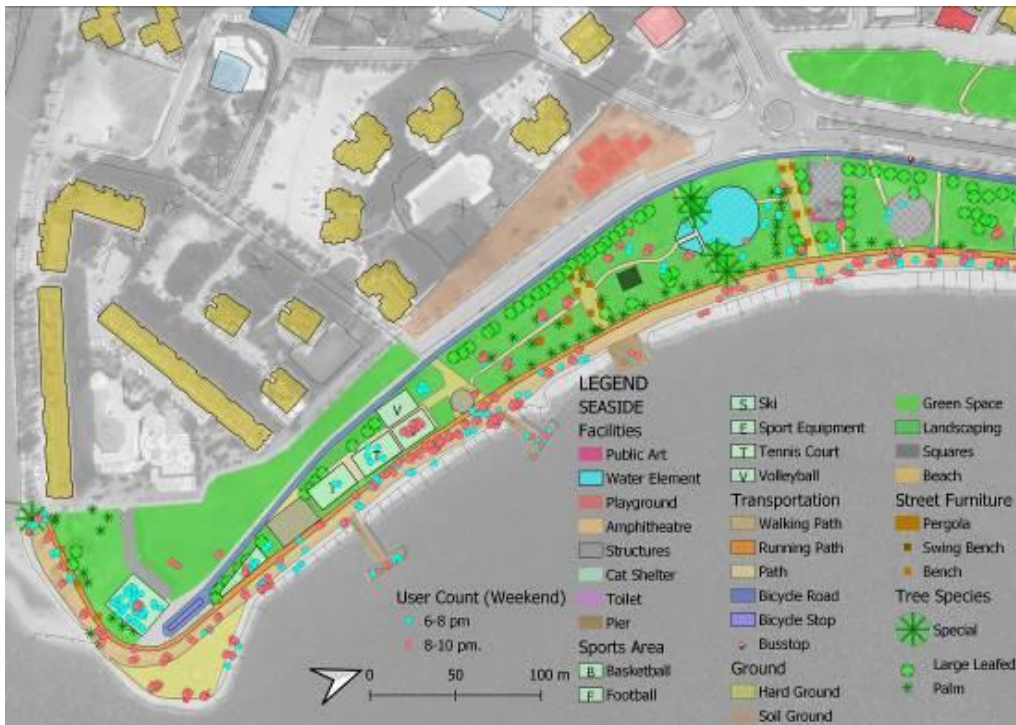 V
T
LEGEND
SEASIDE
Facilities
Public Art
Water Element
Playground
Amphitheatre
Structures
Cat Shelter
Toilet
Pier
User Count (Weekend)
6-8 pm
8-10 pm.
Sports Area
B Basketball
F Football
S Ski
E Sport Equipment
T Tennis Court
V Volleyball
Transportation
Walking Path
Running Path
Path
Bicycle Road
Bicycle Stop
Busstop
Ground
Hard Ground
Soil Ground
Green Space
Landscaping
Squares
Beach
Street Furniture
Pergola
Swing Bench
Bench
Tree Species
Special
Large Leafed
Palm
0 50 100 m